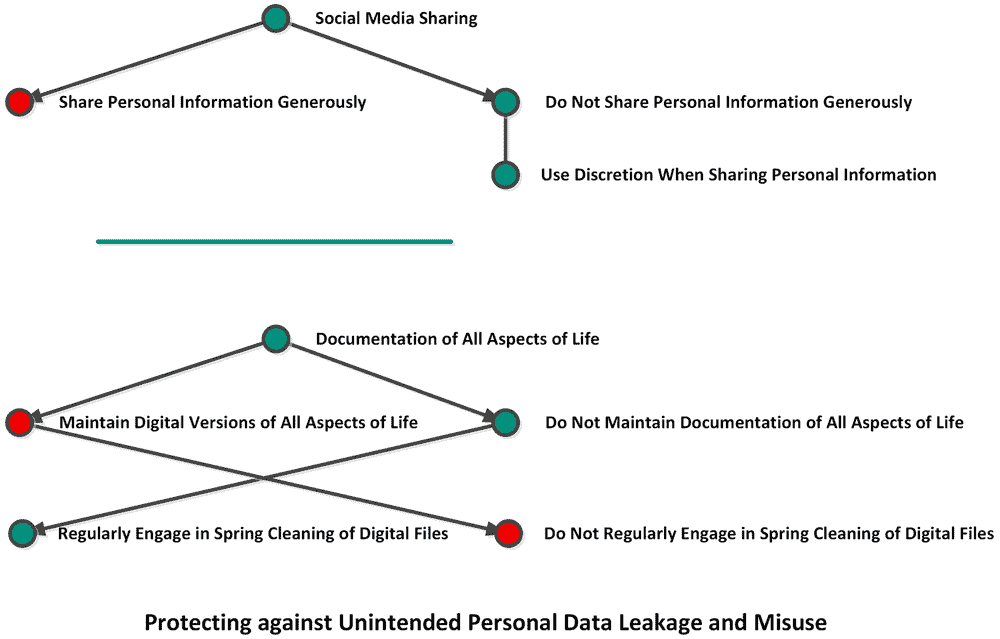 Social Media Sharing
Share Personal Information Generously
Do Not Share Personal Information Generously
Use Discretion When Sharing Personal Information
Documentation of All Aspects of Life
Maintain Digital Versions of All Aspects of Life
Do Not Maintain Documentation of All Aspects of Life
Regularly Engage in Spring Cleaning of Digital Files
Do Not Regularly Engage in Spring Cleaning of Digital Files
Protecting against Unintended Personal Data Leakage and Misuse